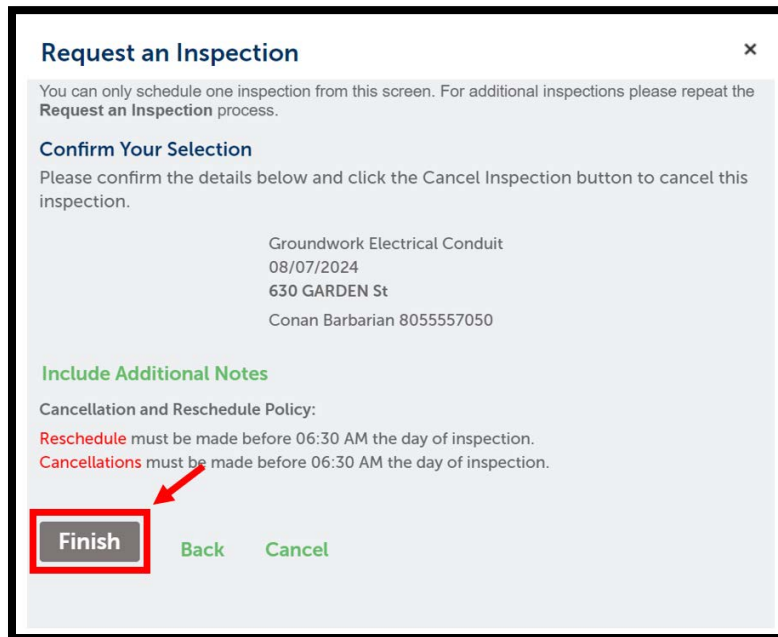 Request an Inspection ×
You can only schedule one inspection from this screen. For additional inspections please repeat the
Request an Inspection process.
Confirm Your Selection
Please confirm the details below and click the Cancel Inspection button to cancel this
inspection.
Groundwork Electrical Conduit
08/07/2024
630 GARDEN St
Conan Barbarian 8055557050
Include Additional Notes
Cancellation and Reschedule Policy:
Reschedule must be made before 06:30 AM the day of inspection.
Cancellations must be made before 06:30 AM the day of inspection.
Finish Back Cancel